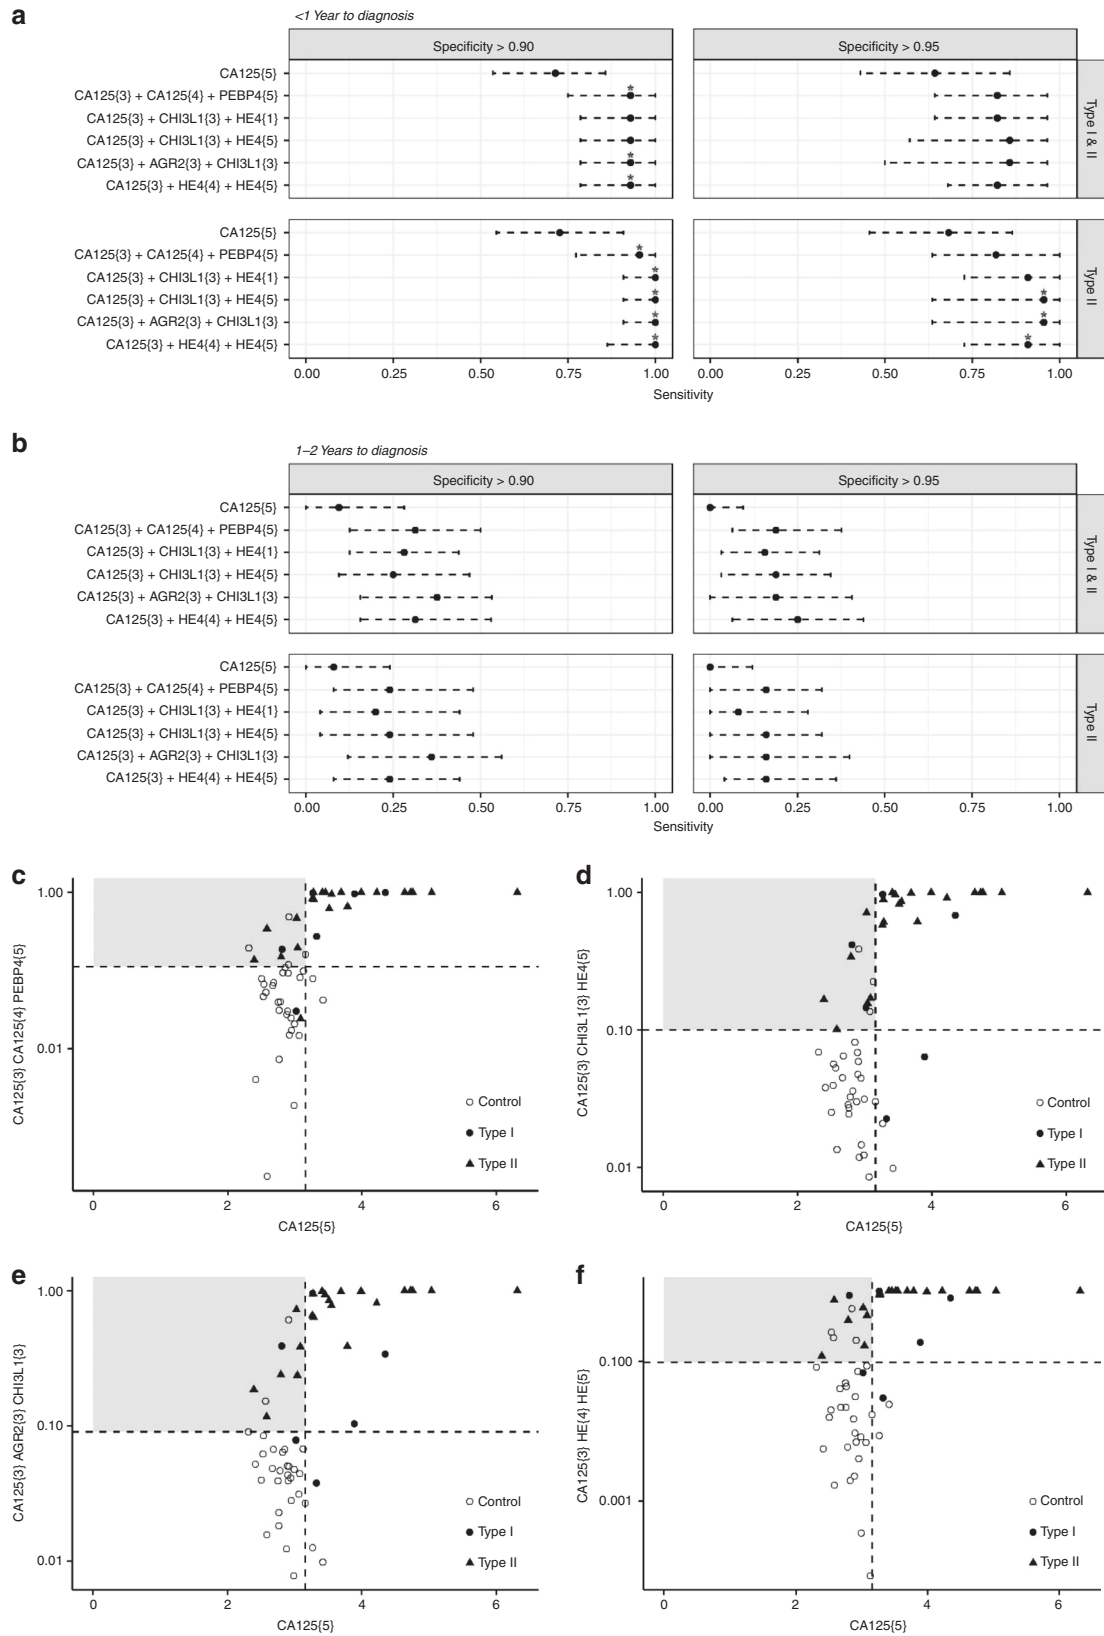 a
<1 Year to diagnosis
Specificity > 0.90
Specificity > 0.95
CA125{5}
CA125{3} + CA125{4} + PEBP4{5}
CA125{3} + CHI3L1{3} + HE4{1}
CA125{3} + CHI3L1{3} + HE4{5}
CA125{3} + AGR2{3} + CHI3L1{3}
CA125{3} + HE4{4} + HE4{5}
* * *
Type I & II
CA125{5}
CA125{3} + CA125{4} + PEBP4{5}
CA125{3} + CHI3L1{3} + HE4{1}
CA125{3} + CHI3L1{3} + HE4{5}
CA125{3} + AGR2{3} + CHI3L1{3}
CA125{3} + HE4{4} + HE4{5}
* * * * *
* * *
Type II
0.00 0.25 0.50 0.75 1.00
0.00 0.25 0.50 0.75 1.00
Sensitivity
b
1–2 Years to diagnosis
Specificity > 0.90
Specificity > 0.95
CA125{5}
CA125{3} + CA125{4} + PEBP4{5}
CA125{3} + CHI3L1{3} + HE4{1}
CA125{3} + CHI3L1{3} + HE4{5}
CA125{3} + AGR2{3} + CHI3L1{3}
CA125{3} + HE4{4} + HE4{5}
Type I & II
CA125{5}
CA125{3} + CA125{4} + PEBP4{5}
CA125{3} + CHI3L1{3} + HE4{1}
CA125{3} + CHI3L1{3} + HE4{5}
CA125{3} + AGR2{3} + CHI3L1{3}
CA125{3} + HE4{4} + HE4{5}
Type II
0.00 0.25 0.50 0.75 1.00
0.00 0.25 0.50 0.75 1.00
Sensitivity
c
CA125{3} CA125{4} PEBP4{5}
1.00
0.01
Control
Type I
Type II
0 2 4 6
CA125{5}
d
CA125{3} CHI3L1{3} HE4{5}
1.00
0.10
0.01
Control
Type I
Type II
0 2 4 6
CA125{5}
e
CA125{3} AGR2{3} CHI3L1{3}
1.00
0.10
0.01
Control
Type I
Type II
0 2 4 6
CA125{5}
f
CA125{3} HE{4} HE{5}
0.100
0.001
Control
Type I
Type II
0 2 4 6
CA125{5}